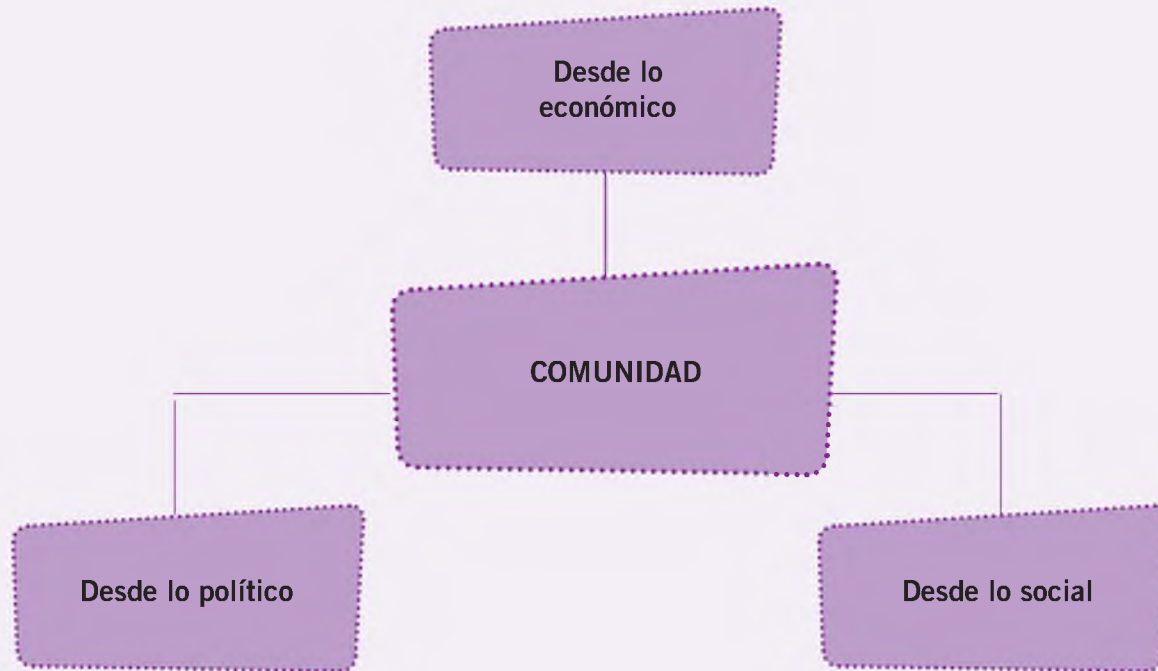 Desde lo
económico
COMUNIDAD
Desde lo político
Desde lo social